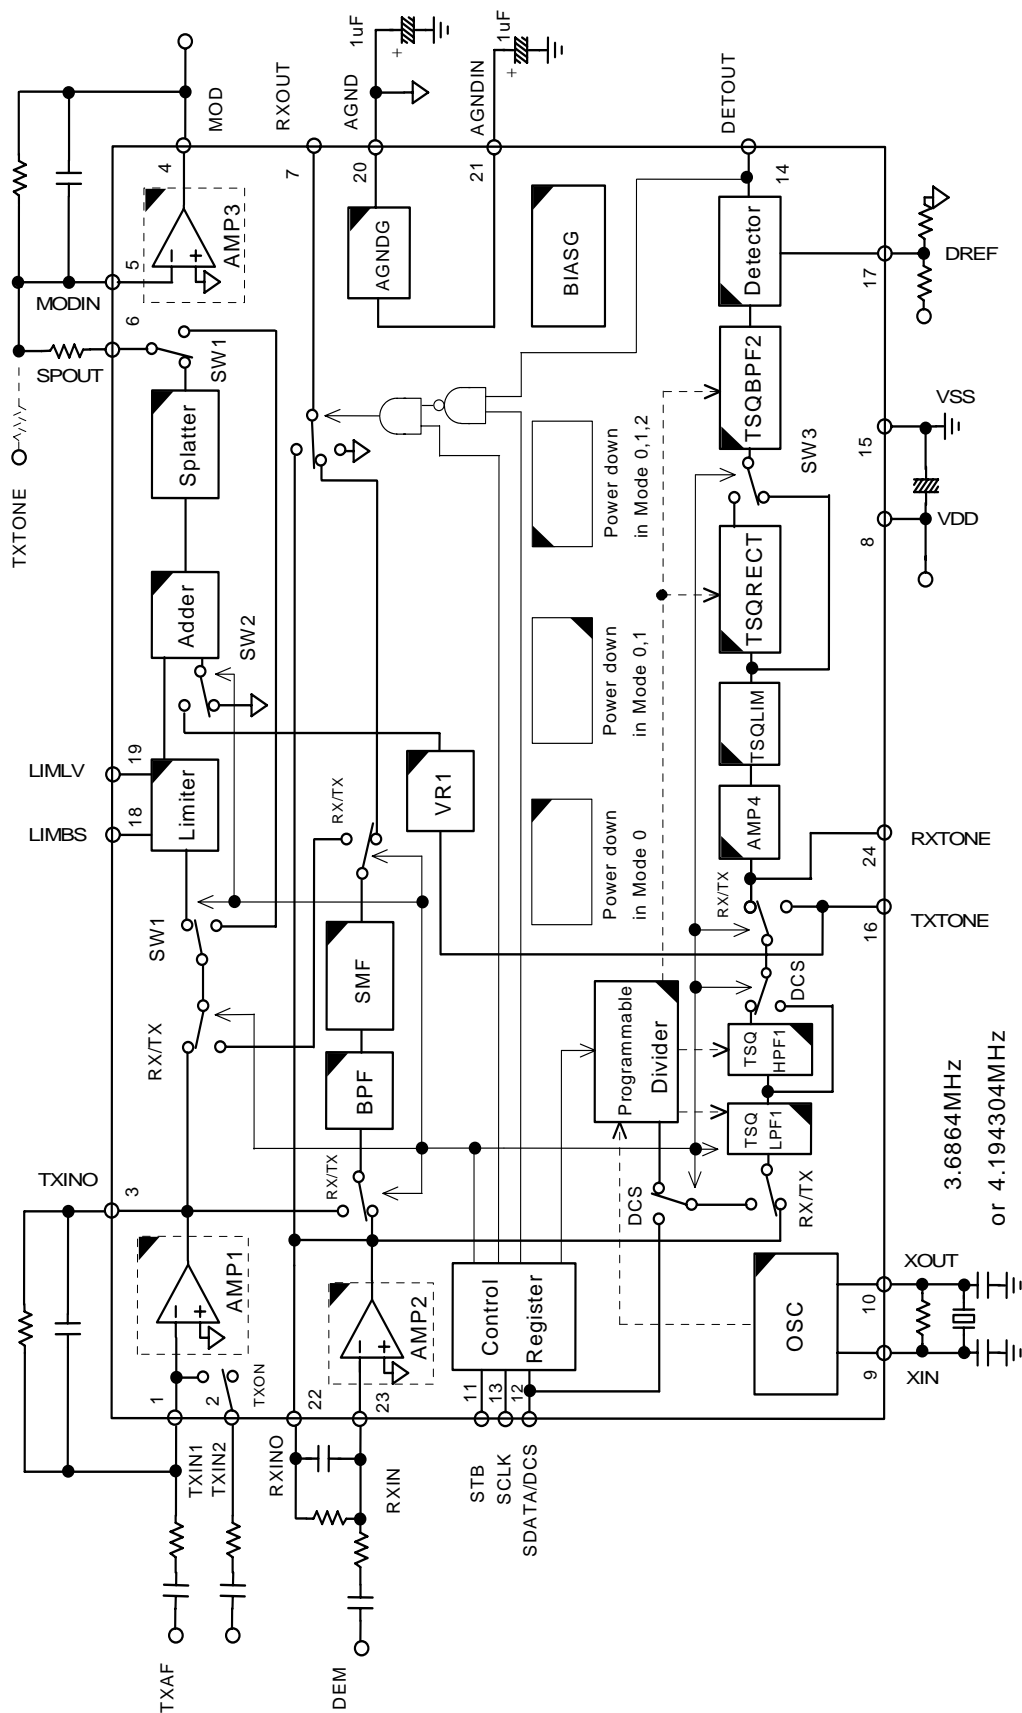 TXAF
TXIN1
TXIN2
1
2
TXON
AMP1
TXINO
3
RX/TX
SW1
LIMBS
18
LIMLV
19
Limiter
SW2
Adder
Splatter
SW1
TXTONE
SPOUT
6
MODIN
5
AMP3
4
MOD
DEM
RXINO
RXIN
22
23
AMP2
RX/TX
BPF
SMF
RX/TX
VR1
RXOUT
7
AGND
20
1uF
+
AGNDG
AGNDIN
21
1uF
+
BIASG
STB
SCLK
SDATA/DCS
11
13
12
Control
Register
DCS
Programmable
Divider
Power down
in Mode 0
Power down
in Mode 0,1
Power down
in Mode 0,1,2
OSC
RX/TX
TSQ
LPF1
TSQ
HPF1
DCS
RX/TX
AMP4
TSQLIM
TSQRECT
SW3
TSQBPF2
Detector
DETOUT
14
9
XIN
10
XOUT
16
TXTONE
24
RXTONE
8
VDD
15
VSS
17
DREF
3.6864MHz
or 4.194304MHz